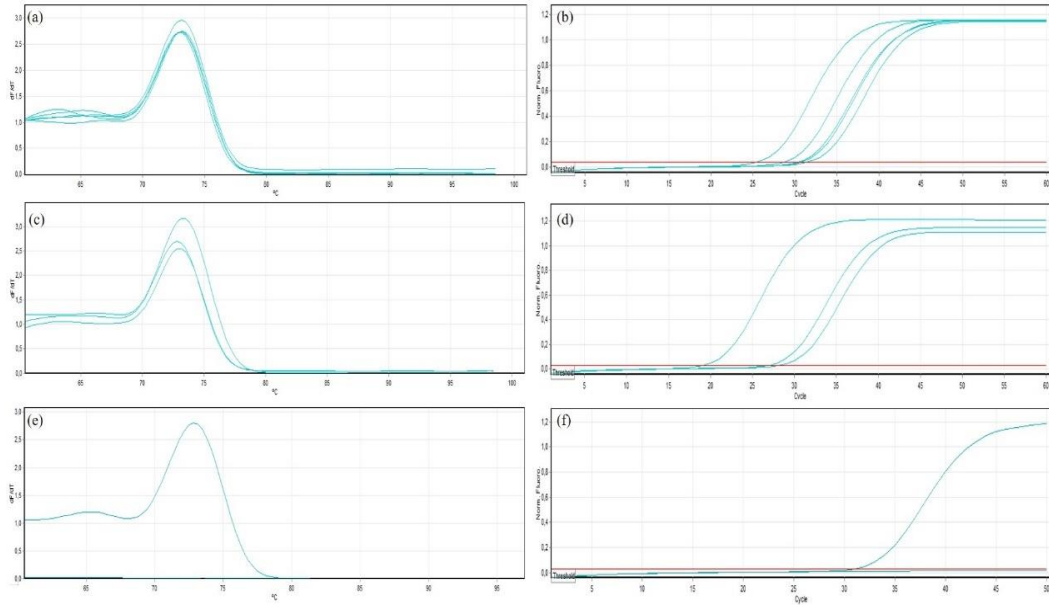 (a)
dF/dT
3,0
2,5
2,0
1,5
1,0
0,5
0,0
65 70 75 80 85 90 95 100
ºC
(b)
Norm. Fluoro.
1,2
1,0
0,8
0,6
0,4
0,2
0,0
Threshold
5 10 15 20 25 30 35 40 45 50 55 60
Cycle
(c)
dF/dT
3,0
2,5
2,0
1,5
1,0
0,5
0,0
65 70 75 80 85 90 95 100
ºC
(d)
Norm. Fluoro.
1,2
1,0
0,8
0,6
0,4
0,2
0,0
Threshold
5 10 15 20 25 30 35 40 45 50 55 60
Cycle
(e)
dF/dT
3,0
2,5
2,0
1,5
1,0
0,5
0,0
65 70 75 80 85 90 95
ºC
(f)
Norm. Fluoro.
1,2
1,0
0,8
0,6
0,4
0,2
0,0
Threshold
5 10 15 20 25 30 35 40 45 50
Cycle